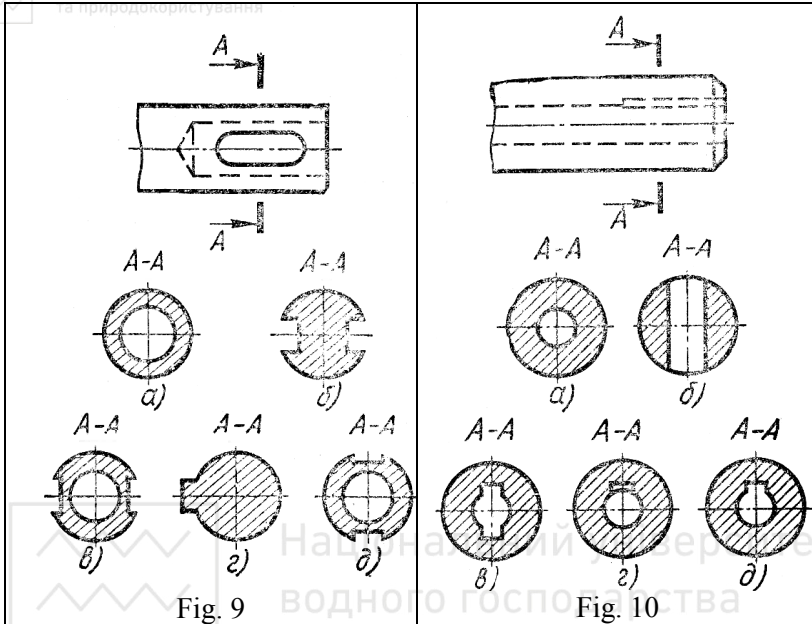 та природокористування
А
А
А-А А-А
а) б)
А-А А-А А-А
в) г) д)
Fig. 9
А
А
А-А А-А
а) б)
А-А А-А А-А
в) г) д)
Fig. 10
водного господарства